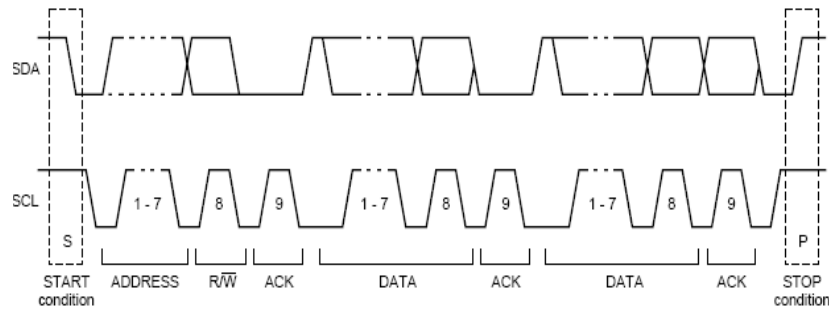 SDA
SCL
1 - 7 8 9 1 - 7 8 9 1 - 7 8 9
S P
START condition ADDRESS R/W̅ ACK DATA ACK DATA ACK STOP condition